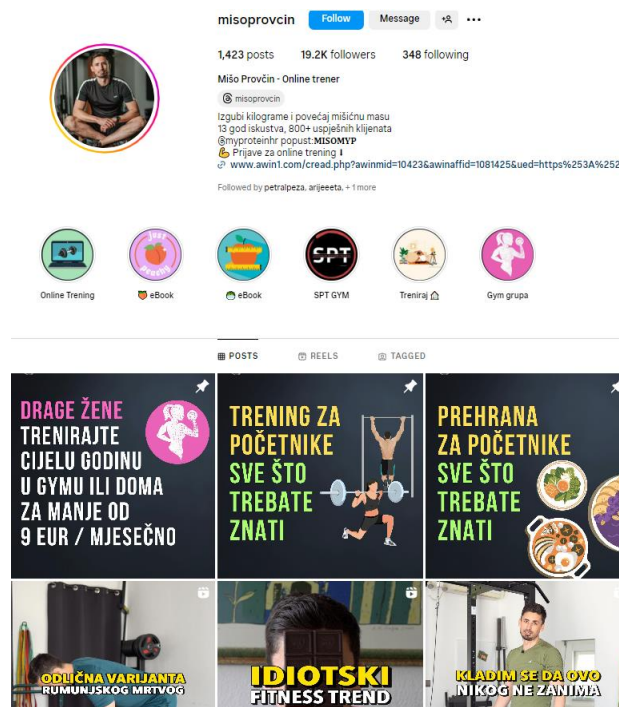 misoprovcin Follow Message
1,423 posts 19.2K followers 348 following
Mišo Provčin - Online trener
misoprovcin
Izgubi kilograme i povećaj mišićnu masu
13 god iskustva, 800+ uspješnih klijenata
@myproteinhr popust:MISOMYP
Prijave za online trening
www.awin1.com/cread.php?awinmid=10423&awinaffid=1081425&ued=https%253A%252
Followed by petralpeza, arijeeeta, + 1 more
Just
Peachy
SPT
Online Trening eBook eBook SPT GYM Treniraj Gym grupa
POSTS REELS TAGGED
DRAGE ŽENE
TRENIRAJTE
CIJELU GODINU
U GYMU ILI DOMA
ZA MANJE OD
9 EUR / MJESEČNO
TRENING ZA
POČETNIKE
SVE ŠTO
TREBATE
ZNATI
PREHRANA
ZA POČETNIKE
SVE ŠTO
TREBATE
ZNATI
ODLIČNA VARIJANTA
RUMUNJSKOG MRTVOG
IDIOTSKI
FITNESS TREND
KLADIM SE DA OVO
NIKOG NE ZANIMA